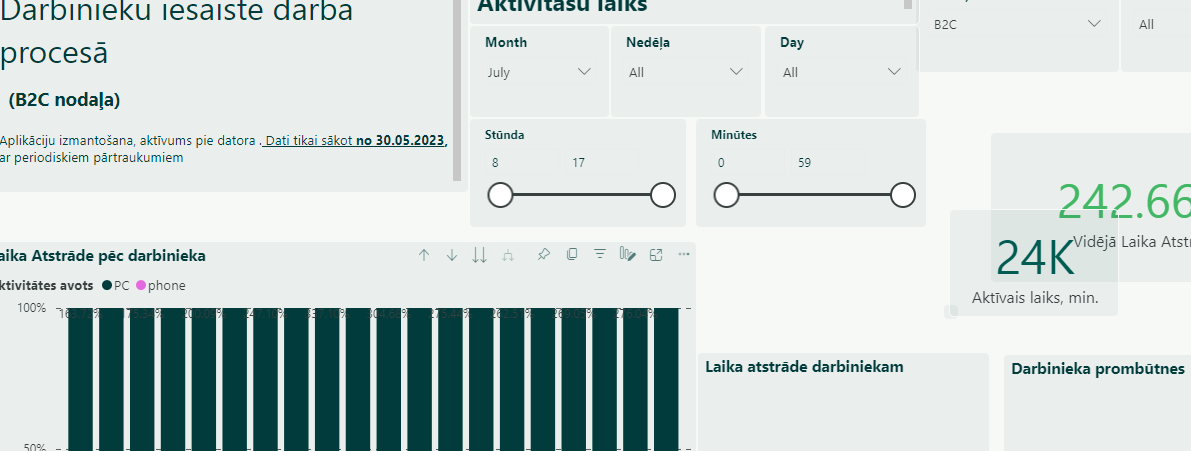 Darbinieku iesaiste darba
procesā
(B2C nodaļa)
Aplikāciju izmantošana, aktīvums pie datora . Dati tikai sākot no 30.05.2023,
ar periodiskiem pārtraukumiem
Aktivitāšu laiks
Month
July
Nedēļa
All
Day
All
B2C
All
Stūnda
8 17
Minūtes
0 59
242.66
Vidējā Laika Atstr
24K
Aktīvais laiks, min.
aika Atstrāde pēc darbinieka
ktivitātes avots PC phone
100%
50%
Laika atstrāde darbiniekam
Darbinieka prombūtnes